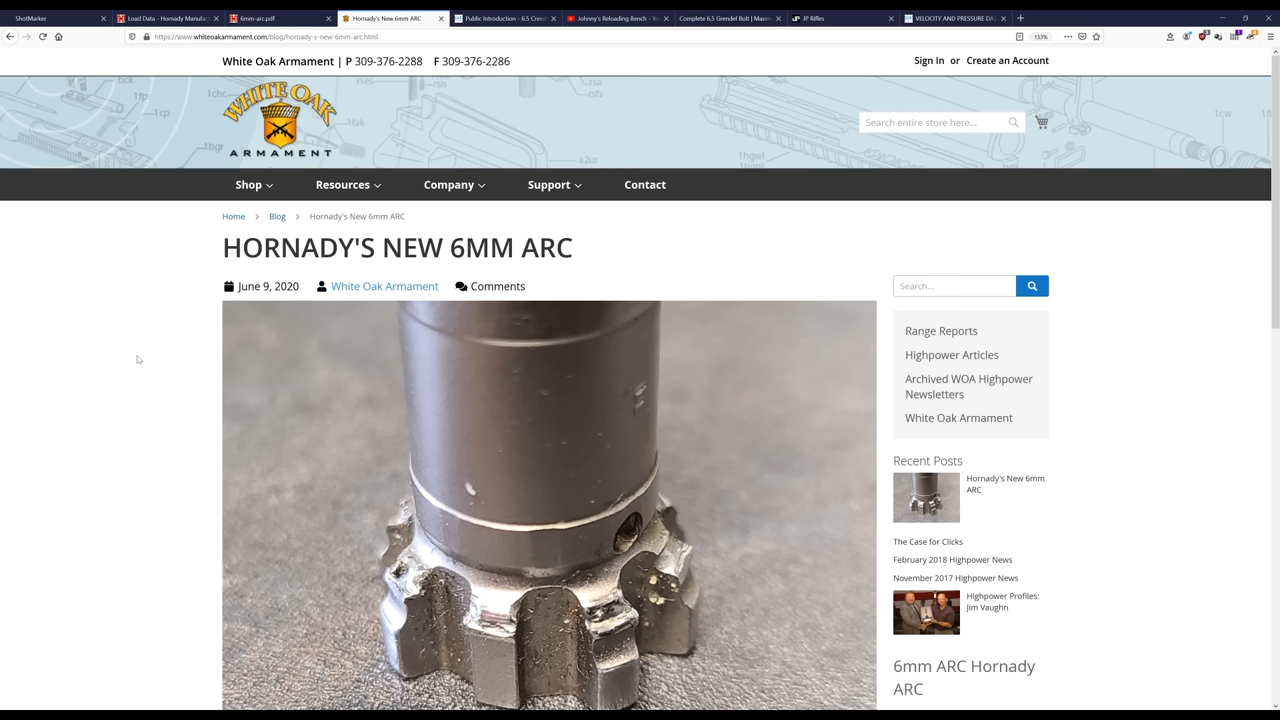 ShotMarker
Load Data - Hornady Manufac
6mm-arc.pdf
Hornady's New 6mm ARC
Public Introduction - 6.5 Creed
Johnny's Reloading Bench - Yo
Complete 6.5 Grendel Bolt | Maxim
JP Rifles
VELOCITY AND PRESSURE DA
https://www.whiteoakarmament.com/blog/hornady-s-new-6mm-arc.html
133%
White Oak Armament | P 309-376-2288 F 309-376-2286
Sign In or Create an Account
WHITE OAK
ARMAMENT
Search entire store here...
Shop
Resources
Company
Support
Contact
Home > Blog > Hornady's New 6mm ARC
HORNADY'S NEW 6MM ARC
June 9, 2020 White Oak Armament Comments
Search...
Range Reports
Highpower Articles
Archived WOA Highpower
Newsletters
White Oak Armament
Recent Posts
Hornady's New 6mm
ARC
The Case for Clicks
February 2018 Highpower News
November 2017 Highpower News
Highpower Profiles:
Jim Vaughn
6mm ARC Hornady
ARC